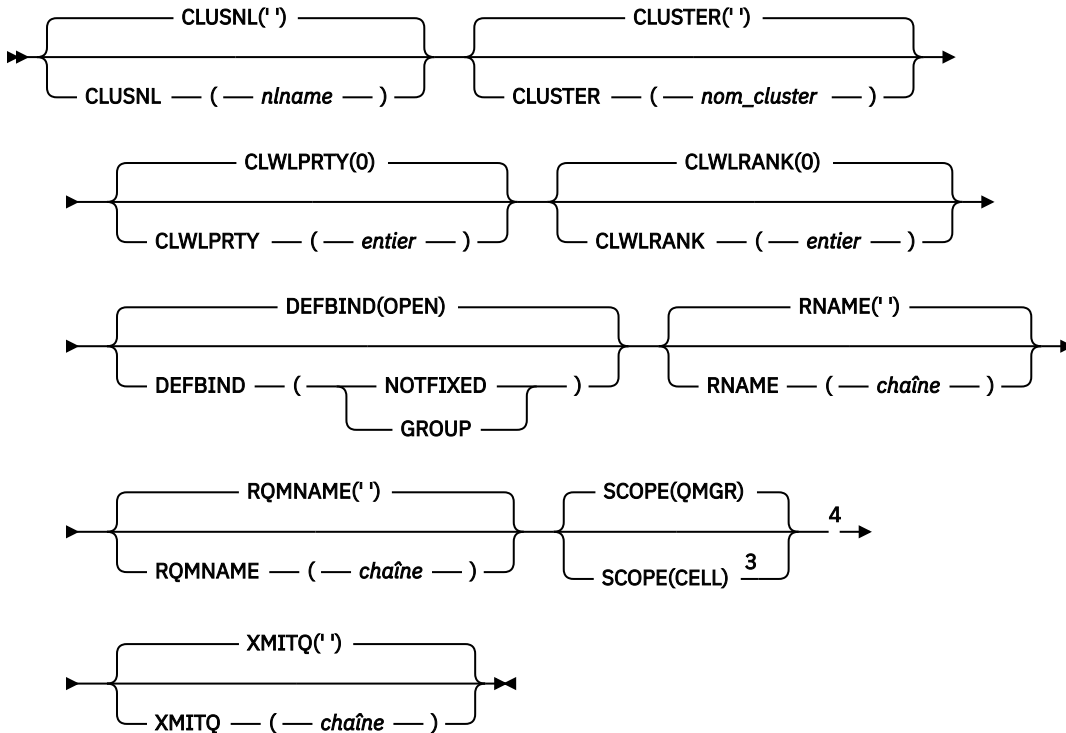 CLUSNL(' ') CLUSTER(' ')
CLUSNL ( nlname ) CLUSTER ( nom_cluster )
CLWLPRTY(0) CLWLRANK(0)
CLWLPRTY ( entier ) CLWLRANK ( entier )
DEFBIND(OPEN) RNAME(' ')
DEFBIND ( NOTFIXED ) RNAME ( chaîne )
GROUP
RQMNAME(' ') SCOPE(QMGR)
4
RQMNAME ( chaîne ) SCOPE(CELL) 3
XMITQ(' ')
XMITQ ( chaîne )